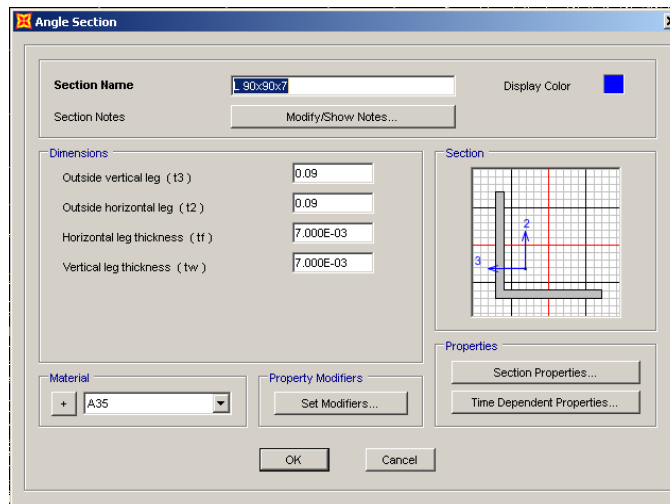 Angle Section
Section Name L 90x90x7 Display Color
Section Notes Modify/Show Notes...
Dimensions
Outside vertical leg ( t3 ) 0.09
Outside horizontal leg ( t2 ) 0.09
Horizontal leg thickness ( tf ) 7.000E-03
Vertical leg thickness ( tw ) 7.000E-03
Section
2
3
Material
+ A35
Property Modifiers
Set Modifiers...
Properties
Section Properties...
Time Dependent Properties...
OK Cancel